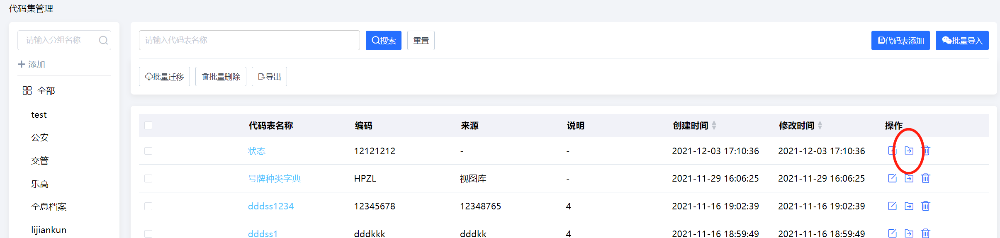 代码集管理
请输入分组名称
添加
全部
test
公安
交管
乐高
全息档案
lijiankun
请输入代码表名称 搜索 重置 代码表添加 批量导入
批量迁移 批量删除 导出
代码表名称 编码 来源 说明 创建时间 修改时间 操作
状态 12121212 - - 2021-12-03 17:10:36 2021-12-03 17:10:36
号牌种类字典 HPZL 视图库 - 2021-11-29 16:06:25 2021-11-29 16:06:25
dddss1234 12345678 12348765 4 2021-11-16 19:02:39 2021-11-16 19:02:39
dddss1 dddkkk dddkk 4 2021-11-16 18:59:49 2021-11-16 18:59:49